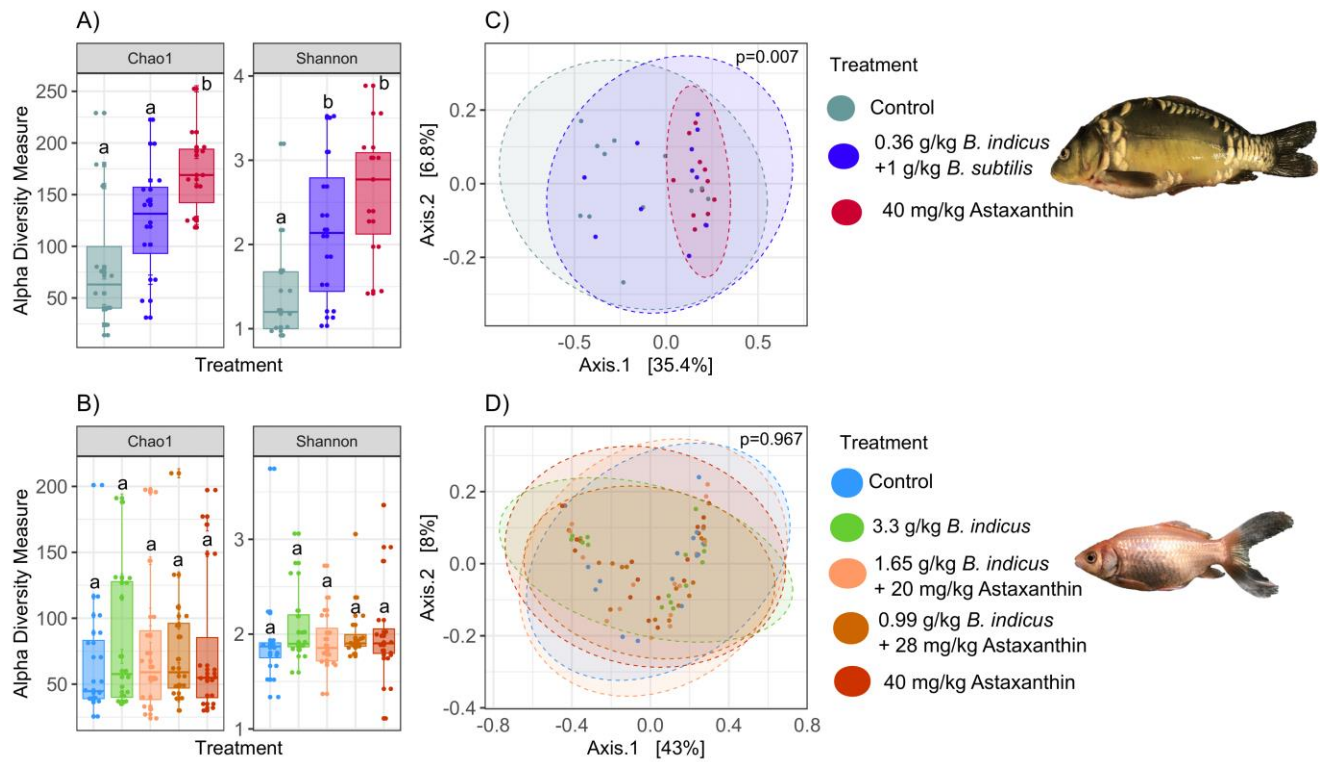 A)
Chao1
Shannon
Alpha Diversity Measure
250
200
150
100
50
a
a
b
4
3
2
1
a
b
b
Treatment
C)
p=0.007
Axis.2 [6.8%]
0.2
0.0
-0.2
-0.5
0.0
0.5
Axis.1 [35.4%]
Treatment
Control
0.36 g/kg B. indicus
+1 g/kg B. subtilis
40 mg/kg Astaxanthin
B)
Chao1
Shannon
Alpha Diversity Measure
200
150
100
50
a
a
a
a
a
3
2
1
a
a
a
a
a
Treatment
D)
p=0.967
Axis.2 [8%]
0.2
0.0
-0.2
-0.4
-0.8
-0.4
0.0
0.4
0.8
Axis.1 [43%]
Treatment
Control
3.3 g/kg B. indicus
1.65 g/kg B. indicus
+ 20 mg/kg Astaxanthin
0.99 g/kg B. indicus
+ 28 mg/kg Astaxanthin
40 mg/kg Astaxanthin